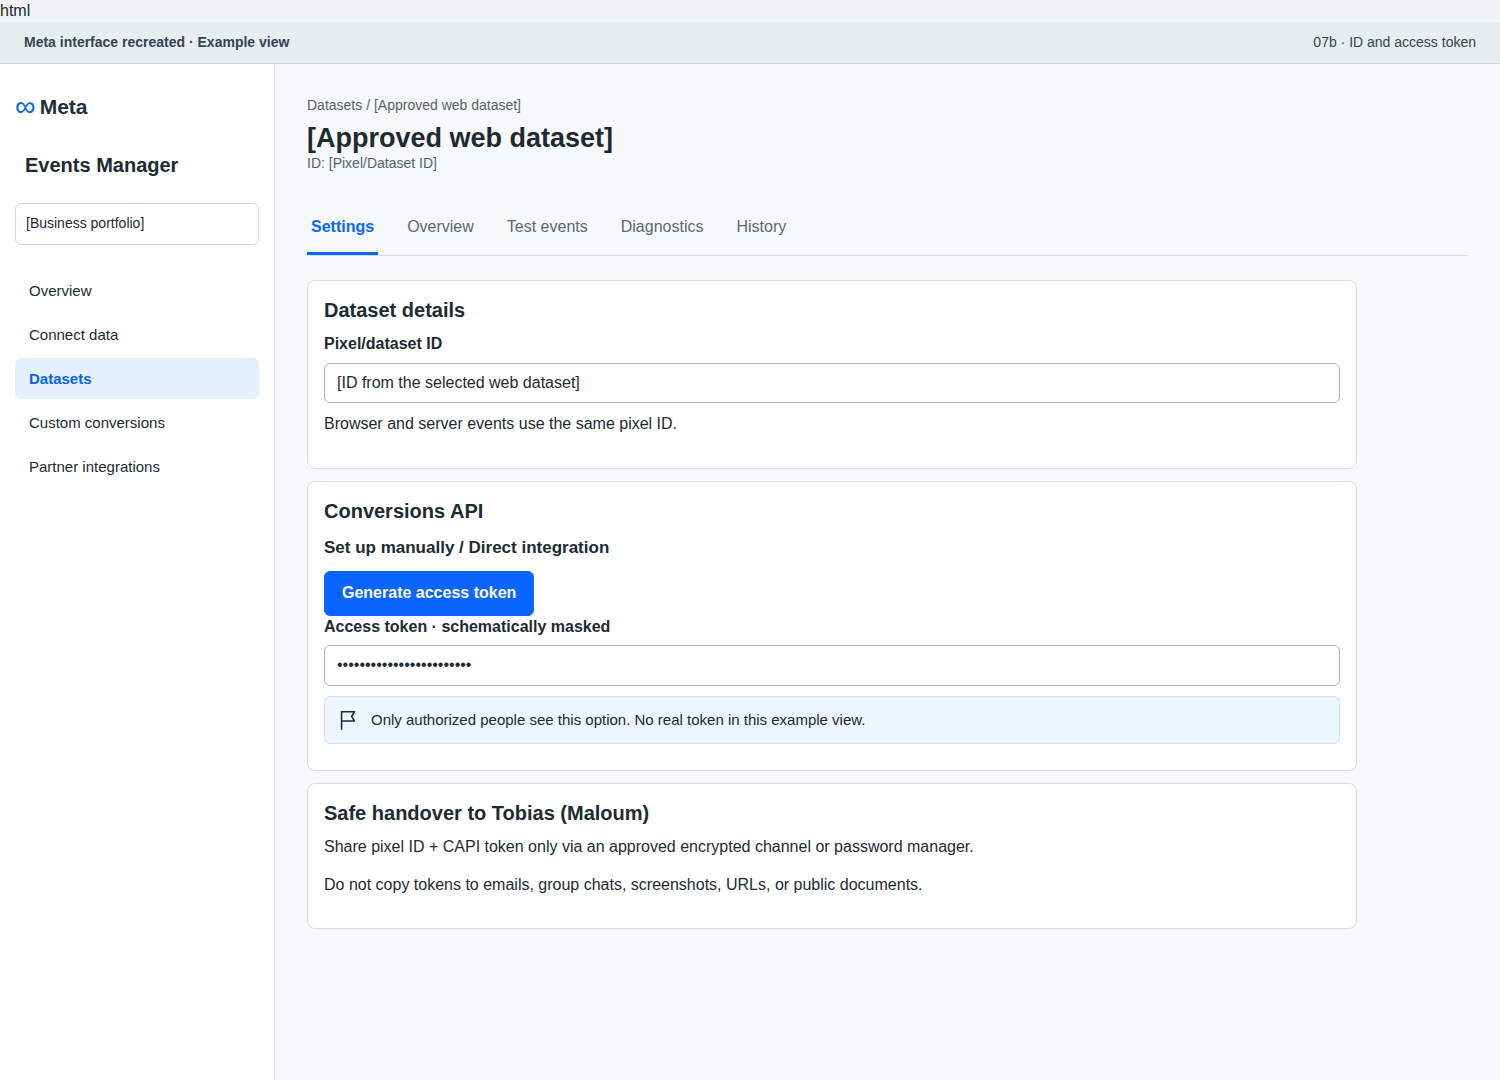 html
Meta interface recreated · Example view
07b · ID and access token
∞ Meta
Events Manager
[Business portfolio]
Overview
Connect data
Datasets
Custom conversions
Partner integrations
Datasets / [Approved web dataset]
[Approved web dataset]
ID: [Pixel/Dataset ID]
Settings Overview Test events Diagnostics History
Dataset details
Pixel/dataset ID
[ID from the selected web dataset]
Browser and server events use the same pixel ID.
Conversions API
Set up manually / Direct integration
Generate access token
Access token · schematically masked
••••••••••••••••••••••••
Only authorized people see this option. No real token in this example view.
Safe handover to Tobias (Maloum)
Share pixel ID + CAPI token only via an approved encrypted channel or password manager.
Do not copy tokens to emails, group chats, screenshots, URLs, or public documents.